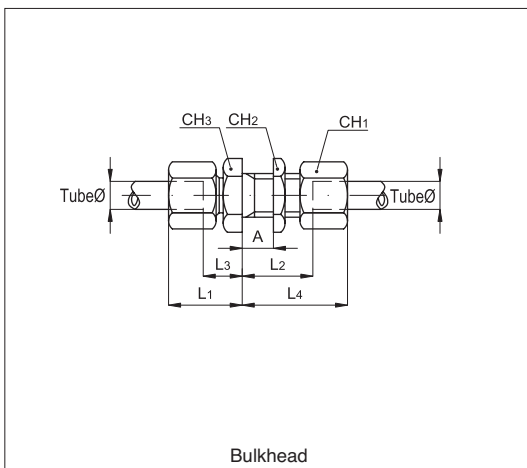 CH3 CH2 CH1
TubeØ TubeØ
A
L3 L2
L1 L4
Bulkhead